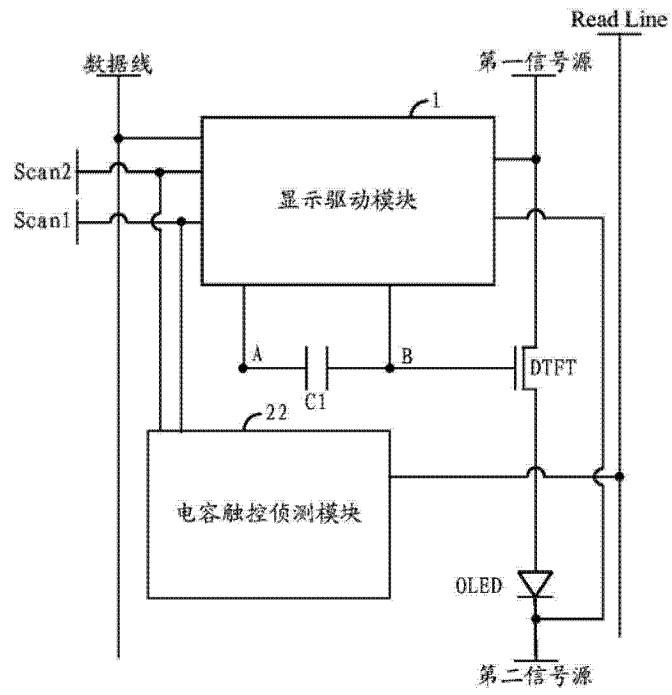 Read Line
数据线
第一信号源
1
Scan2
显示驱动模块
Scan1
A
B
DTFT
C1
22
电容触控侦测模块
OLED
第二信号源